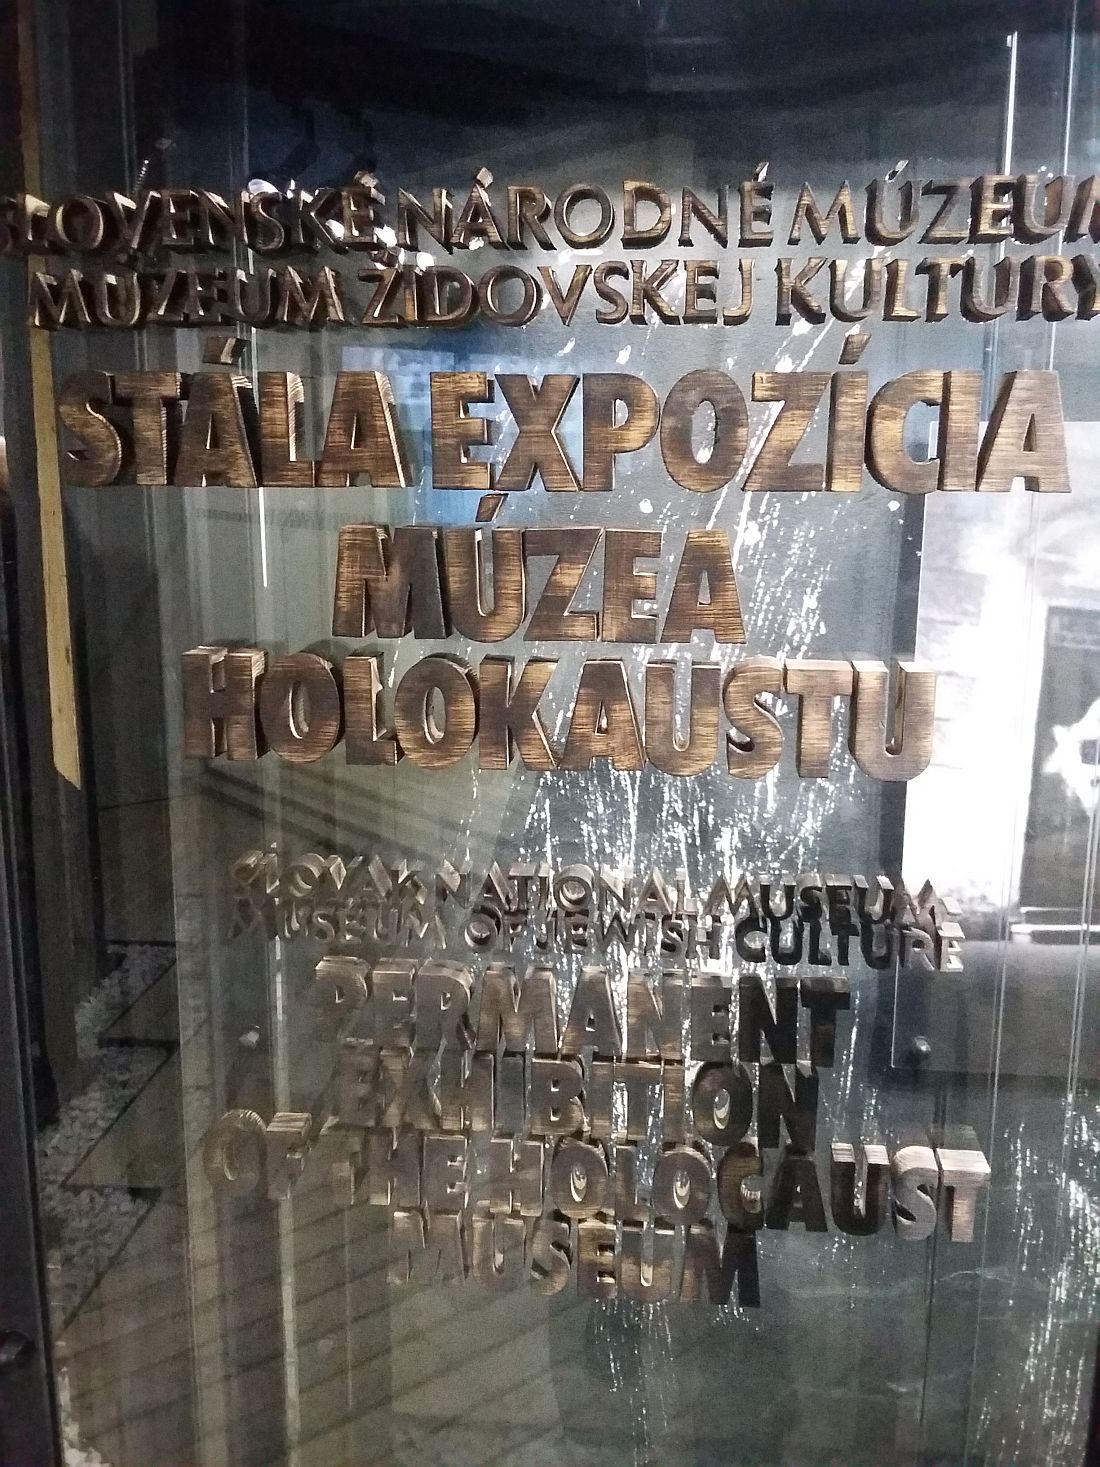 SLOVENSKÉ NÁRODNÉ MÚZEUM
MÚZEUM ŽIDOVSKEJ KULTÚRY
STÁLA EXPOZÍCIA
MÚZEA
HOLOKAUSTU
SLOVAK NATIONAL MUSEUM-
MUSEUM OF JEWISH CULTURE
PERMANENT
EXHIBITION
OF THE HOLOCAUST
MUSEUM